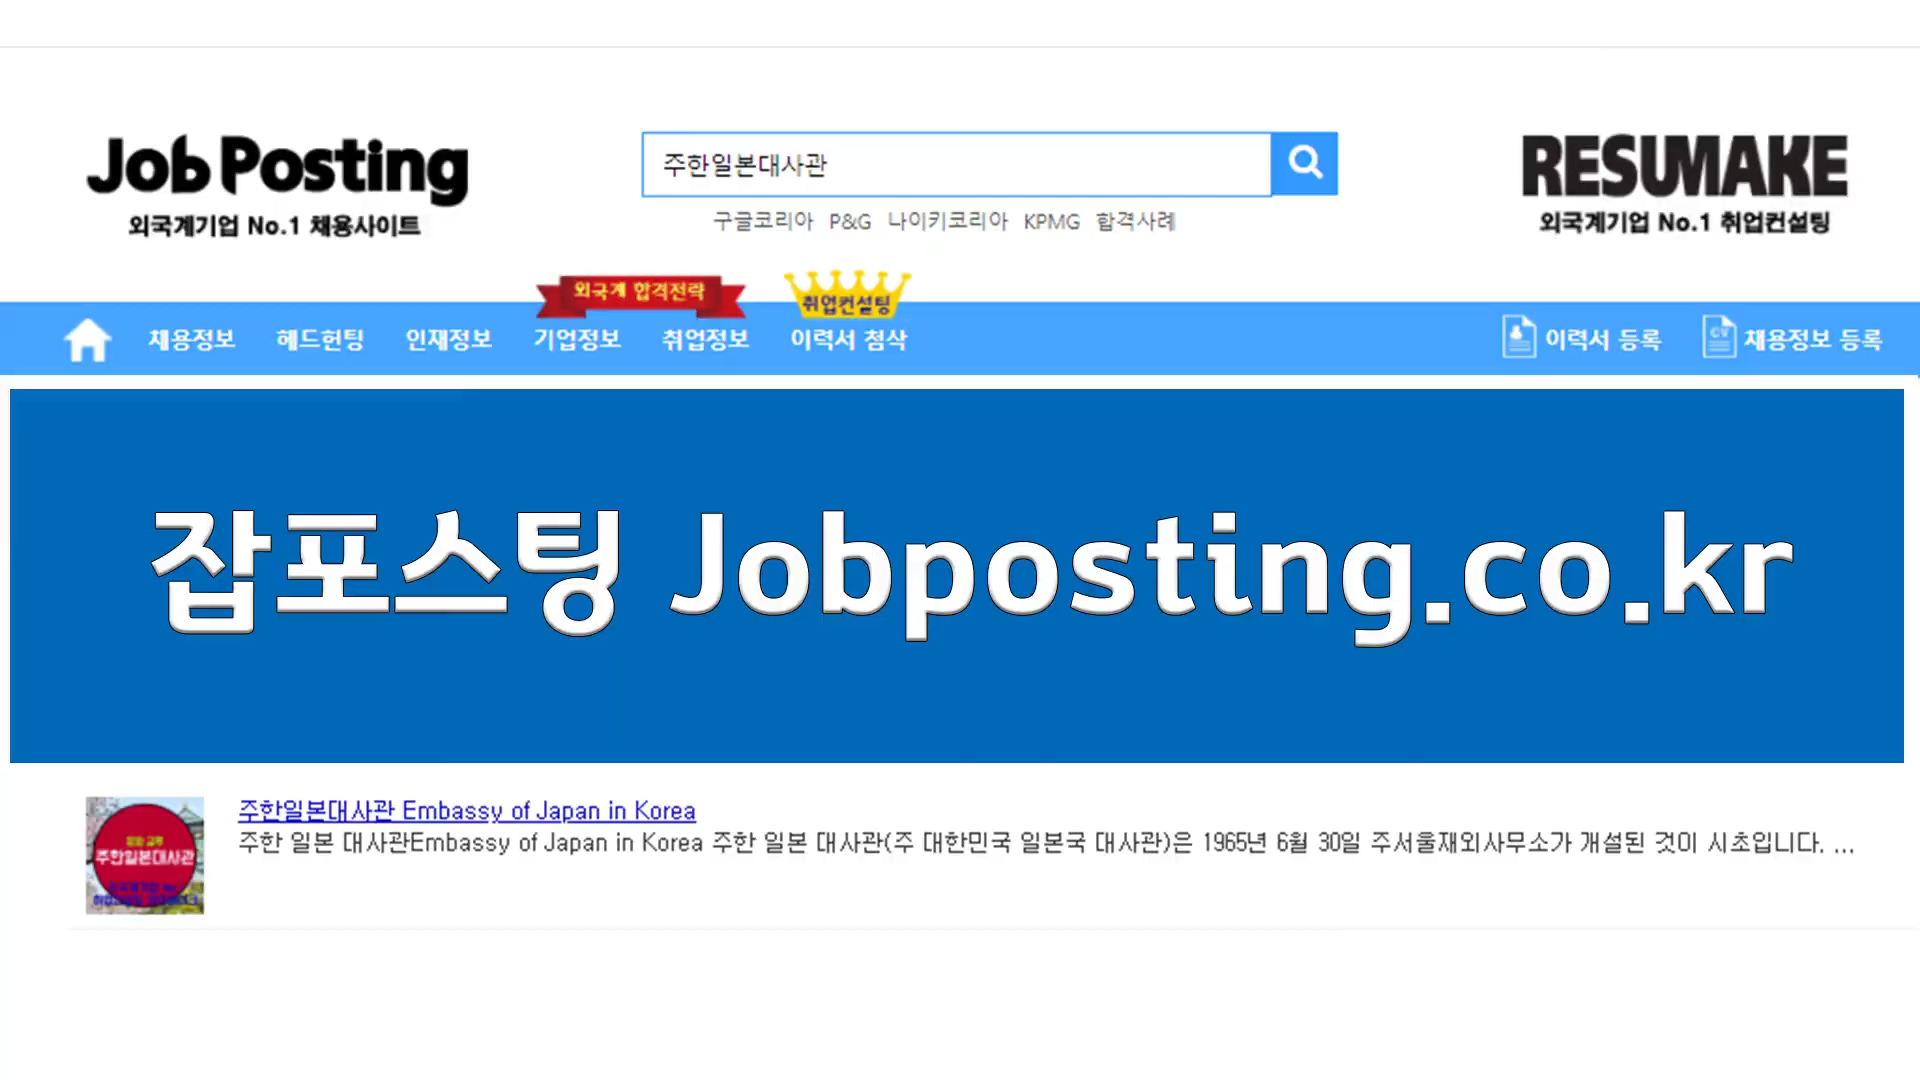 Job Posting
외국계기업 No.1 채용사이트
주한일본대사관
구글코리아 P&G 나이키코리아 KPMG 합격사례
RESUMAKE
외국계기업 No.1 취업컨설팅
외국계 합격전략
취업컨설팅
채용정보 헤드헌팅 인재정보 기업정보 취업정보 이력서 첨삭
이력서 등록
CV
채용정보 등록
잡포스팅 Jobposting.co.kr
주한일본대사관
주한일본대사관 Embassy of Japan in Korea
주한 일본 대사관Embassy of Japan in Korea 주한 일본 대사관(주 대한민국 일본국 대사관)은 1965년 6월 30일 주서울재외사무소가 개설된 것이 시초입니다. ...